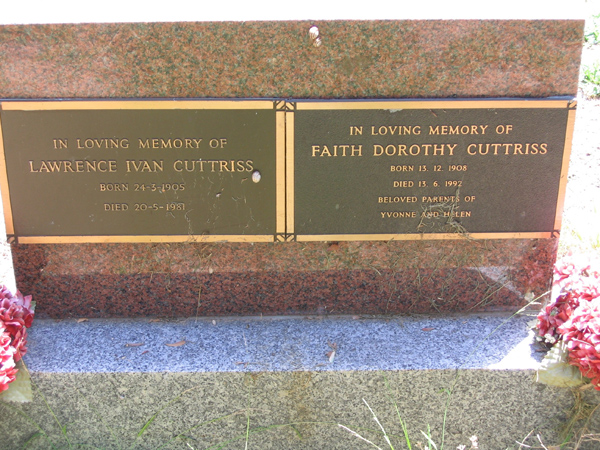 IN LOVING MEMORY OF
LAWRENCE IVAN CUTTRISS
BORN 24-3-1905
DIED 20-5-1981
IN LOVING MEMORY OF
FAITH DOROTHY CUTTRISS
BORN 13. 12. 1908
DIED 13. 6. 1992
BELOVED PARENTS OF
YVONNE AND HELEN